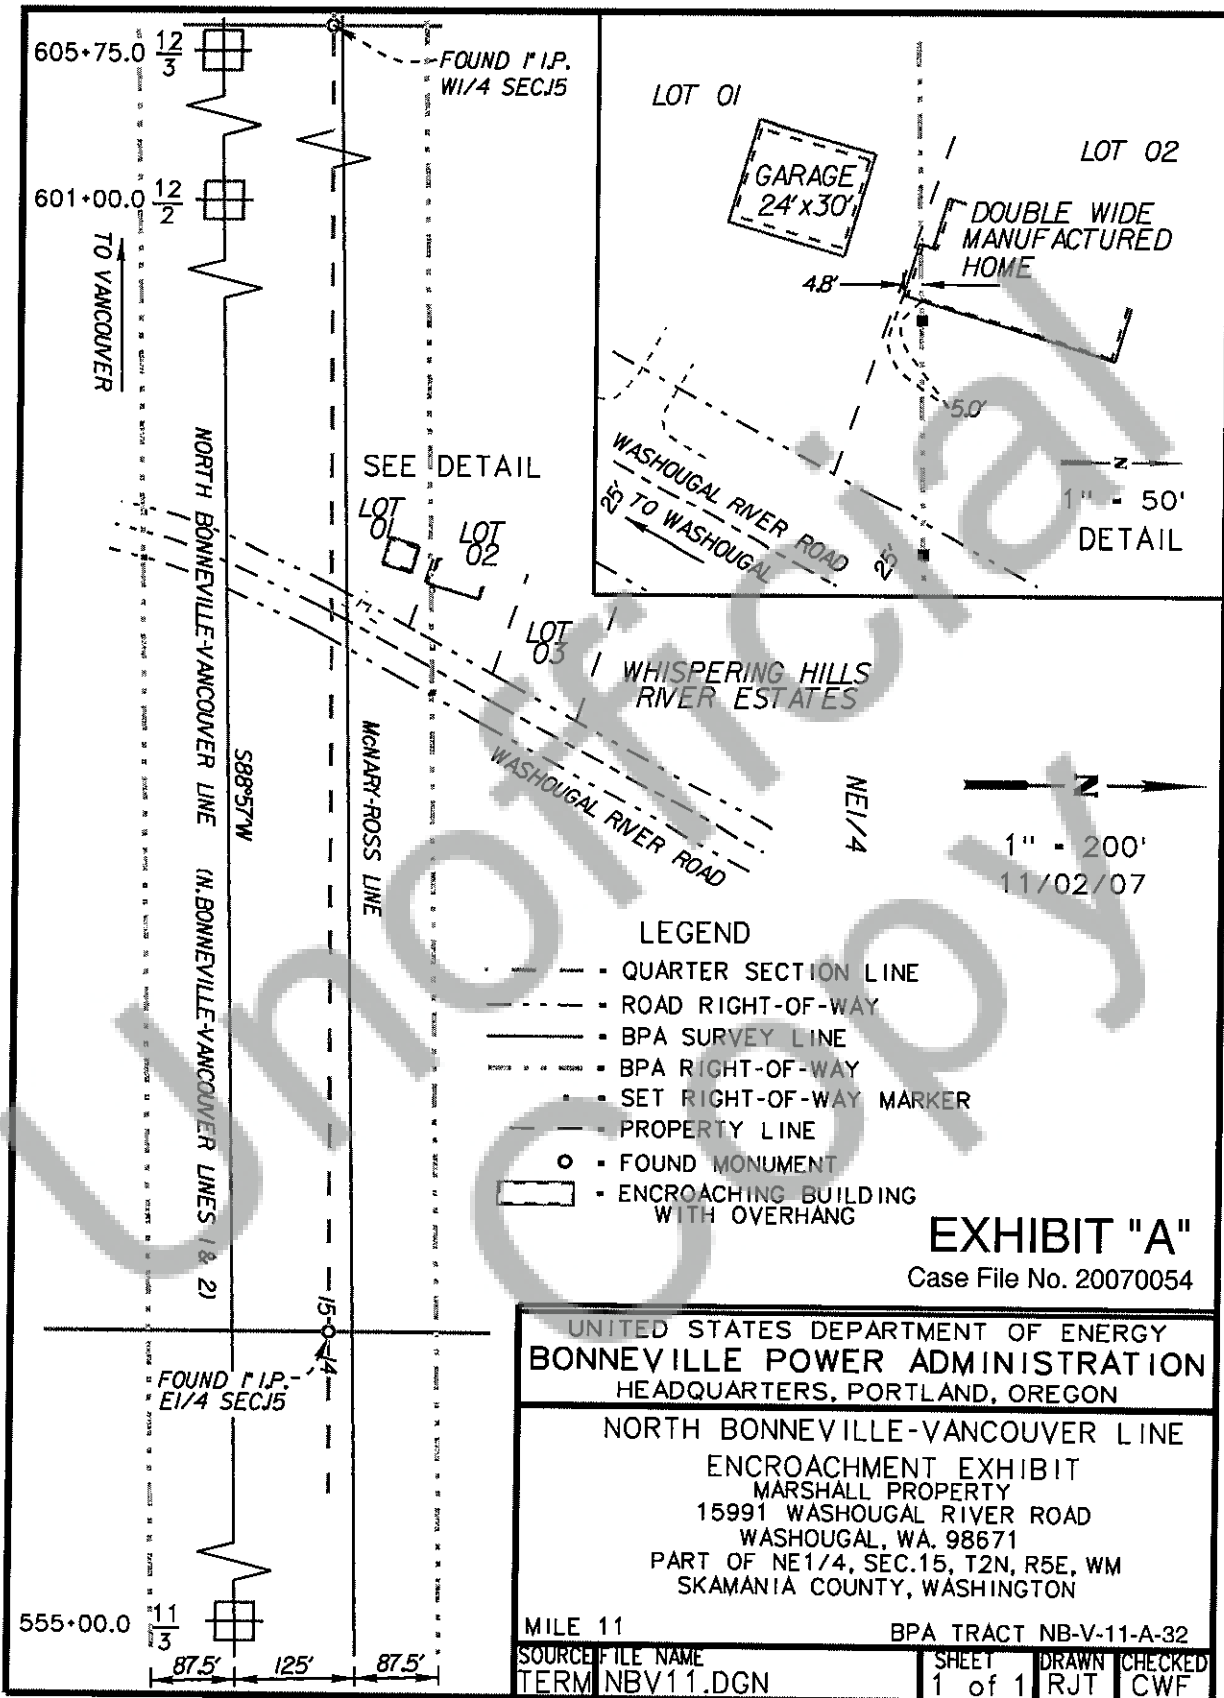 605+75.0 12/3
FOUND 1" I.P.
W1/4 SEC.15
601+00.0 12/2
TO VANCOUVER
NORTH BONNEVILLE-VANCOUVER LINE (N.BONNEVILLE-VANCOUVER LINES 1 & 2)
S88°57'W
McNARY-ROSS LINE
SEE DETAIL
LOT
01
LOT
02
LOT
03
WASHOUGAL RIVER ROAD
WHISPERING HILLS
RIVER ESTATES
NE1/4
LOT 01
LOT 02
GARAGE
24'x30'
DOUBLE WIDE
MANUFACTURED
HOME
4.8'
5.0'
WASHOUGAL RIVER ROAD
25'
TO WASHOUGAL
25'
N
1" = 50'
DETAIL
N
1" = 200'
11/02/07
LEGEND
QUARTER SECTION LINE
ROAD RIGHT-OF-WAY
BPA SURVEY LINE
BPA RIGHT-OF-WAY
SET RIGHT-OF-WAY MARKER
PROPERTY LINE
FOUND MONUMENT
ENCROACHING BUILDING
WITH OVERHANG
EXHIBIT "A"
Case File No. 20070054
15
14
FOUND 1" I.P.
E1/4 SEC.15
555+00.0 11/3
87.5' 125' 87.5'
UNITED STATES DEPARTMENT OF ENERGY
BONNEVILLE POWER ADMINISTRATION
HEADQUARTERS, PORTLAND, OREGON
NORTH BONNEVILLE-VANCOUVER LINE
ENCROACHMENT EXHIBIT
MARSHALL PROPERTY
15991 WASHOUGAL RIVER ROAD
WASHOUGAL, WA. 98671
PART OF NE1/4, SEC.15, T2N, R5E, WM
SKAMANIA COUNTY, WASHINGTON
MILE 11 BPA TRACT NB-V-11-A-32
SOURCE FILE NAME SHEET DRAWN CHECKED
TERM NBV11.DGN 1 of 1 RJT CWF
Unofficial
Copy